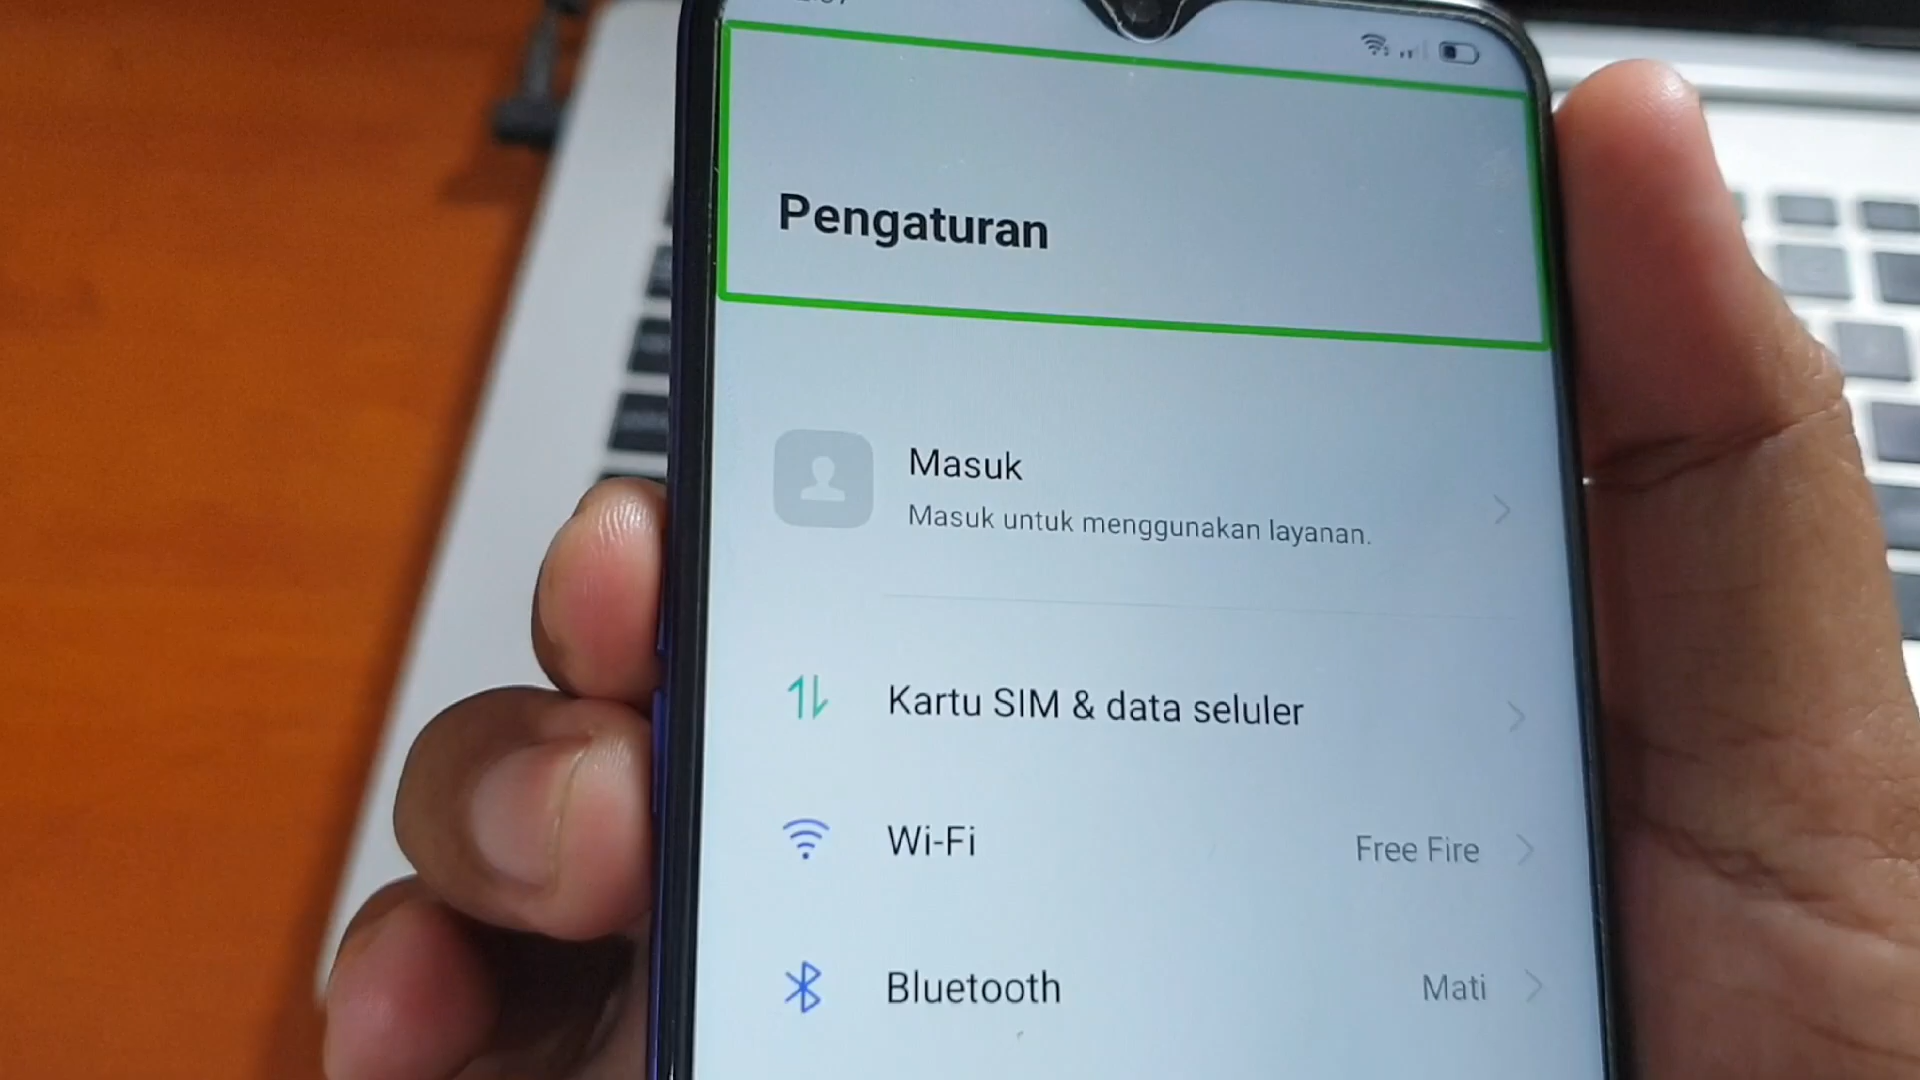 Pengaturan
Masuk
Masuk untuk menggunakan layanan.
Kartu SIM & data seluler
Wi-Fi
Free Fire
Bluetooth
Mati